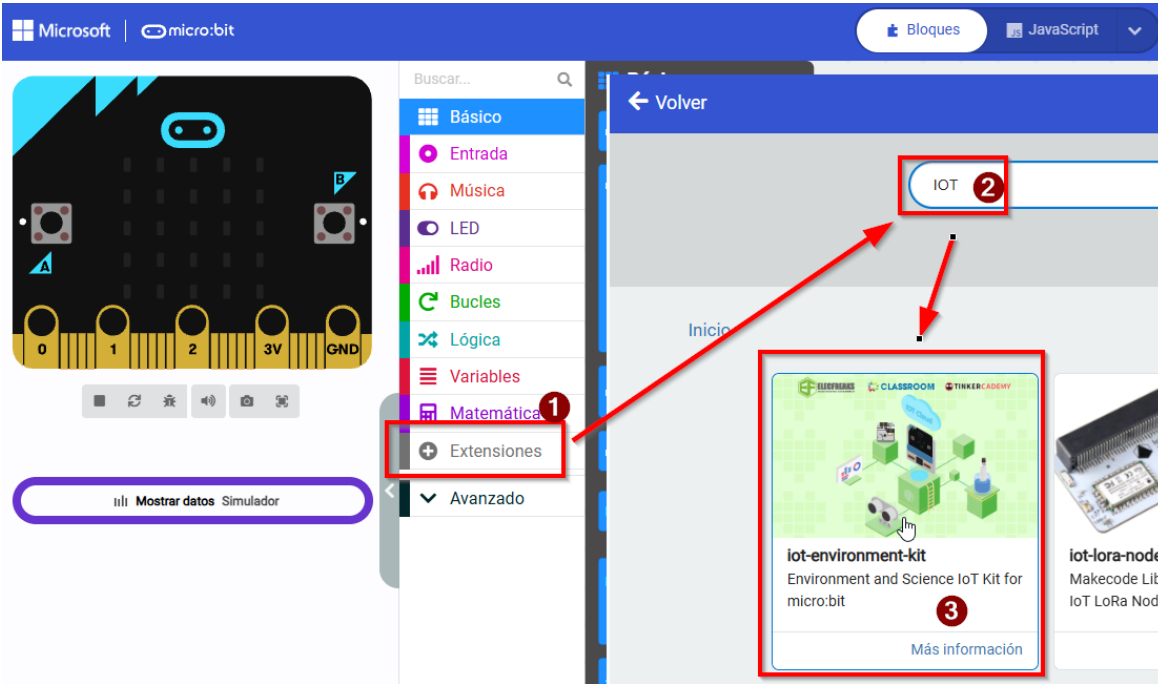 Microsoft micro:bit
Bloques
JavaScript
Buscar...
Básico
Entrada
Música
LED
Radio
Bucles
Lógica
Variables
Matemática
1
Extensiones
Avanzado
A
B
0 1 2 3V GND
Mostrar datos Simulador
Volver
IOT
2
Inicio
ELECFREAKS CLASSROOM TINKERCADEMY
IOT Cloud
iot-environment-kit
Environment and Science IoT Kit for
micro:bit
3
Más información
iot-lora-node
Makecode Lib
IoT LoRa Nod